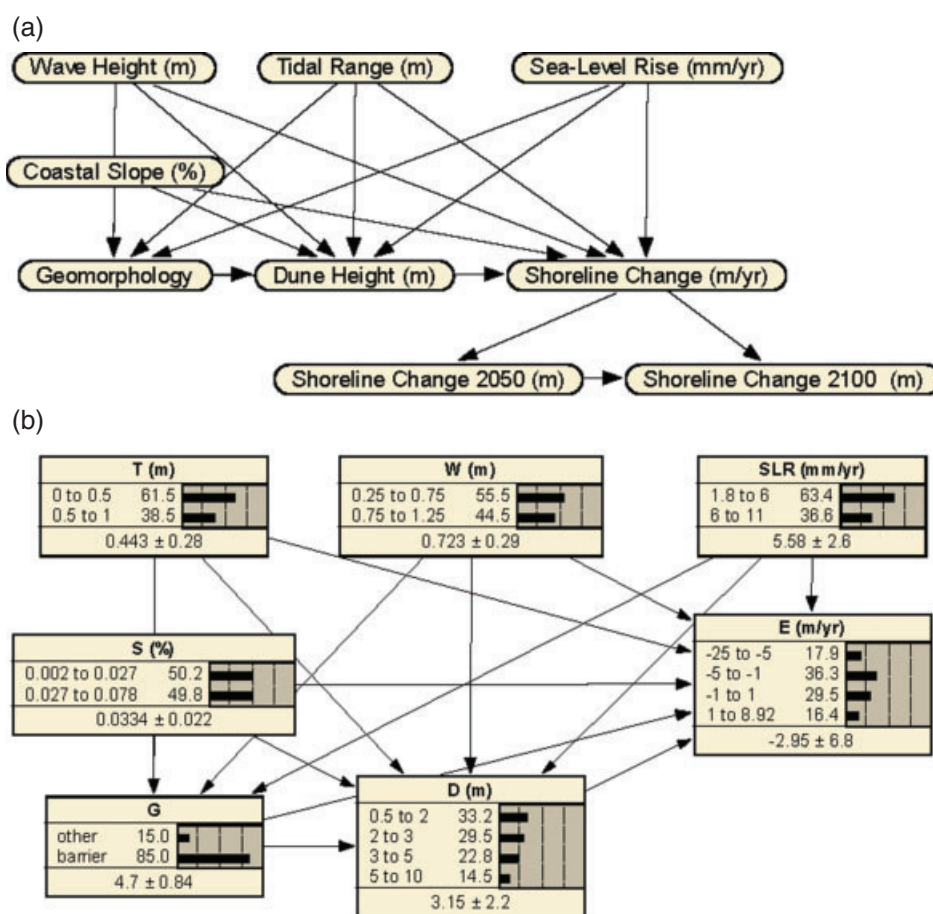 (a)
Wave Height (m)
Tidal Range (m)
Sea-Level Rise (mm/yr)
Coastal Slope (%)
Geomorphology
Dune Height (m)
Shoreline Change (m/yr)
Shoreline Change 2050 (m)
Shoreline Change 2100 (m)
(b)
T (m)
0 to 0.5 61.5
0.5 to 1 38.5
0.443 ± 0.28
W (m)
0.25 to 0.75 55.5
0.75 to 1.25 44.5
0.723 ± 0.29
SLR (mm/yr)
1.8 to 6 63.4
6 to 11 36.6
5.58 ± 2.6
S (%)
0.002 to 0.027 50.2
0.027 to 0.078 49.8
0.0334 ± 0.022
E (m/yr)
-25 to -5 17.9
-5 to -1 36.3
-1 to 1 29.5
1 to 8.92 16.4
-2.95 ± 6.8
G
other 15.0
barrier 85.0
4.7 ± 0.84
D (m)
0.5 to 2 33.2
2 to 3 29.5
3 to 5 22.8
5 to 10 14.5
3.15 ± 2.2